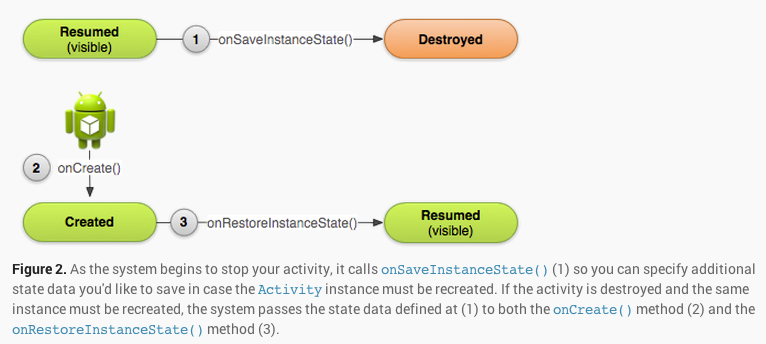 Resumed
(visible)
1
onSaveInstanceState()
Destroyed
2
onCreate()
Created
3
onRestoreInstanceState()
Resumed
(visible)
Figure 2. As the system begins to stop your activity, it calls onSaveInstanceState() (1) so you can specify additional
state data you'd like to save in case the Activity instance must be recreated. If the activity is destroyed and the same
instance must be recreated, the system passes the state data defined at (1) to both the onCreate() method (2) and the
onRestoreInstanceState() method (3).